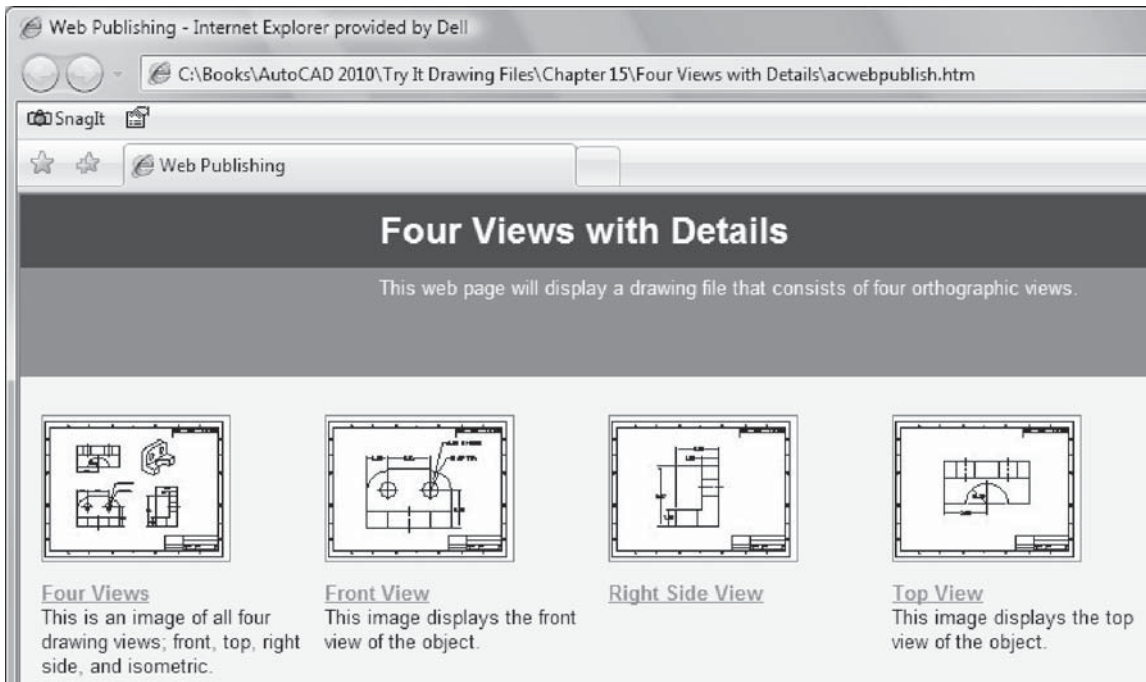 Web Publishing - Internet Explorer provided by Dell
C:\Books\AutoCAD 2010\Try It Drawing Files\Chapter 15\Four Views with Details\acwebpublish.htm
SnagIt
Web Publishing
Four Views with Details
This web page will display a drawing file that consists of four orthographic views.
Four Views
This is an image of all four
drawing views; front, top, right
side, and isometric.
Front View
This image displays the front
view of the object.
Right Side View
Top View
This image displays the top
view of the object.